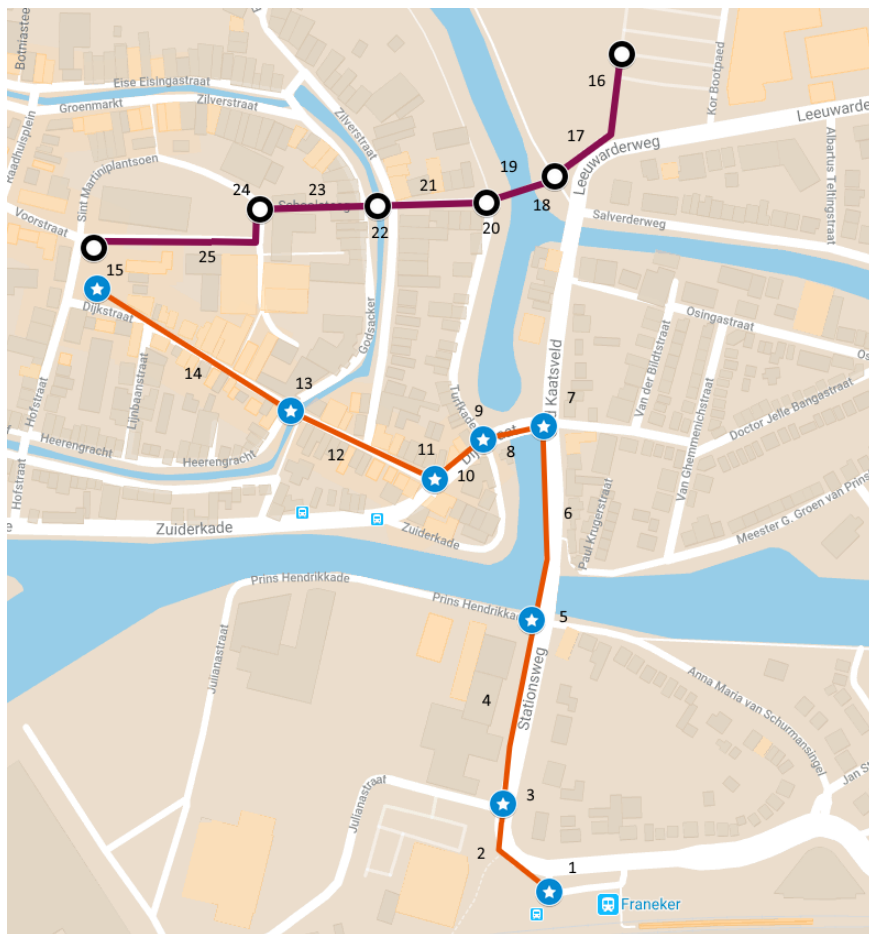 Botniastee
Eise Eisingastraat
Groenmarkt
Zilverstraat
Zilverstraat
Raadhuisplein
Sint Martiniplantsoen
Voorstraat
16
Kor Bootpaed
17
Leeuwarderweg
Leeuwarde
Albartus Teltingstraat
19
18
Salverderweg
24
23
21
22
20
25
15
Dijkstraat
Godsacker
14
Lijnbaanstraat
Hofstraat
13
Osingastraat
Os
Van der Bildtstraat
Kaatsveld
7
Turfkade
9
Doctor Jelle Bangastraat
Van Ghemmenichstraat
8
11
12
10
Heerengracht
Heerengracht
Hofstraat
6
Paul Krugerstraat
Meester G. Groen van Prins
Zuiderkade
Zuiderkade
Prins Hendrikkade
Prins Hendrikkad
5
Julianastraat
Stationsweg
4
Anna Maria van Schurmansingel
Jan St
3
Julianastraat
2
1
Franeker